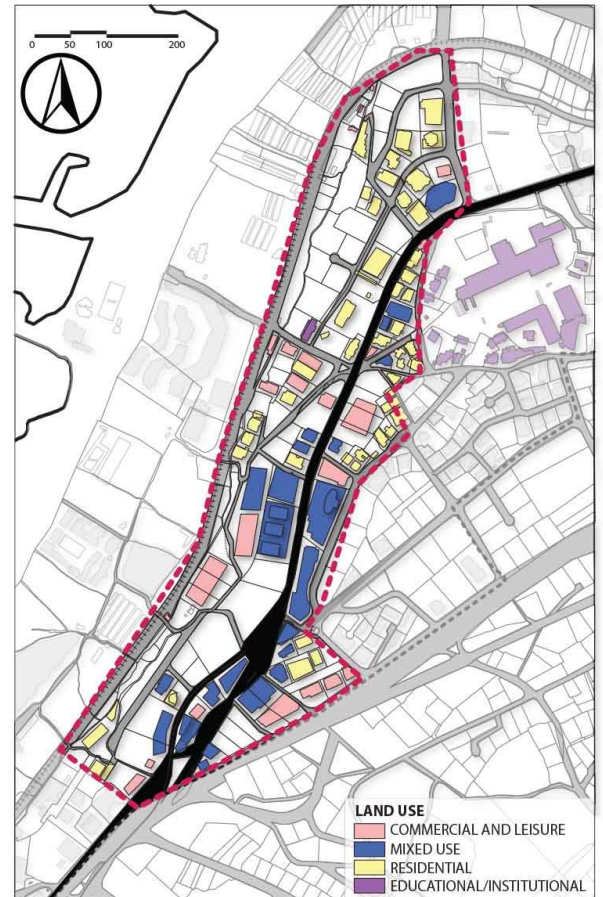 0 50 100 200
LAND USE
COMMERCIAL AND LEISURE
MIXED USE
RESIDENTIAL
EDUCATIONAL/INSTITUTIONAL